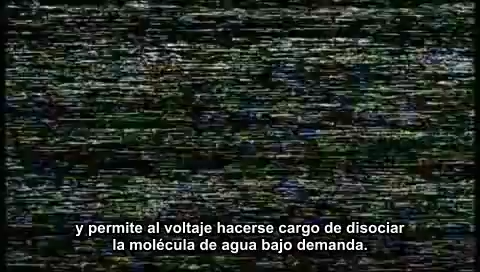 y permite al voltaje hacerse cargo de disociar
la molécula de agua bajo demanda.